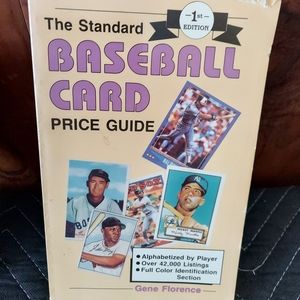 The Standard
1st
EDITION
BASEBALL
CARD
PRICE GUIDE
• Alphabetized by Player
• Over 42,000 Listings
• Full Color Identification
Section
Gene Florence